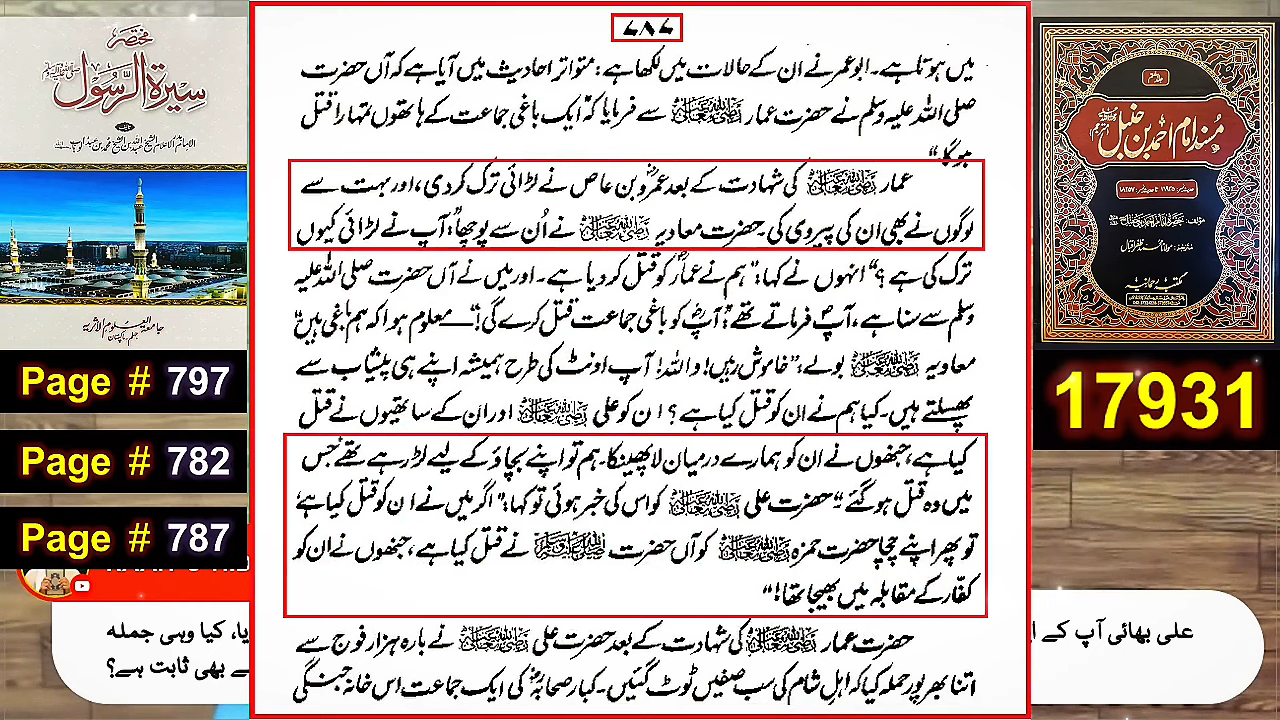 مختصر
سیرۃ الرسول
Page # 797
Page # 782
Page # 787
۷۸۷
میں ہوتا ہے۔ ابوعمر نے ان کے حالات میں لکھا ہے: متواتر احادیث میں آیا ہے کہ آں حضرت
صلی اللہ علیہ وسلم نے حضرت عمار رضی اللہ تعالیٰ عنہ سے فرمایا کہ "ایک باغی جماعت کے ہاتھوں تمہارا قتل
ہوگا"
عمار رضی اللہ تعالیٰ عنہ کی شہادت کے بعد عمرو بن عاص نے لڑائی ترک کر دی، اور بہت سے
لوگوں نے بھی ان کی پیروی کی۔ حضرت معاویہ رضی اللہ تعالیٰ عنہ نے اُن سے پوچھا: "آپ نے لڑائی کیوں
ترک کی ہے؟" انہوں نے کہا: "ہم نے عمار کو قتل کر دیا ہے۔ اور میں نے آں حضرت صلی اللہ علیہ
وسلم سے سنا ہے، آپ فرماتے تھے: "آپ کو باغی جماعت قتل کرے گی!" ــ معلوم ہوا کہ ہم باغی ہیں"
معاویہ رضی اللہ تعالیٰ عنہ بولے، "خاموش رہیں! واللہ! آپ اونٹ کی طرح ہمیشہ اپنے ہی پیشاب سے
پھسلتے ہیں۔ کیا ہم نے ان کو قتل کیا ہے؟ ان کو علی رضی اللہ تعالیٰ عنہ اور ان کے ساتھیوں نے قتل
کیا ہے، جنھوں نے ان کو ہمارے درمیان لا پھینکا۔ ہم تو اپنے بچاؤ کے لیے لڑ رہے تھے جس
میں وہ قتل ہو گئے"۔ حضرت علی رضی اللہ تعالیٰ عنہ کو اس کی خبر ہوئی تو کہا: "اگر میں نے ان کو قتل کیا ہے
تو پھر اپنے چچا حضرت حمزہ رضی اللہ تعالیٰ عنہ کو آں حضرت صلی اللہ علیہ وسلم نے قتل کیا ہے، جنھوں نے ان کو
کفّار کے مقابلہ میں بھیجا تھا!"
حضرت عمار رضی اللہ تعالیٰ عنہ کی شہادت کے بعد حضرت علی رضی اللہ تعالیٰ عنہ نے بارہ ہزار فوج سے
اتنا بھرپور حملہ کیا کہ اہلِ شام کی سب صفیں ٹوٹ گئیں۔ کبار صحابہ کی ایک جماعت اس خانہ جنگی
مُسند امام احمد بن حنبل
17931
علی بھائی آپ کے
یا، کیا وہی جملہ
ے بھی ثابت ہے؟